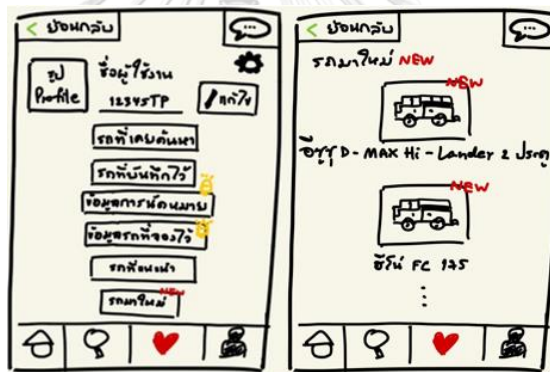 < ย้อนกลับ
รูป
Profile
ชื่อผู้ใช้งาน
12345TP
แก้ไข
รถที่เคยค้นหา
รถที่บันทึกไว้
ข้อมูลการนัดหมาย
ข้อมูลรถที่จองไว้
รถที่แนะนำ
รถมาใหม่ NEW
< ย้อนกลับ
รถมาใหม่ NEW
NEW
อีซูซุ D-MAX Hi-Lander 2 ประตู
NEW
ฮีโน่ FC 175